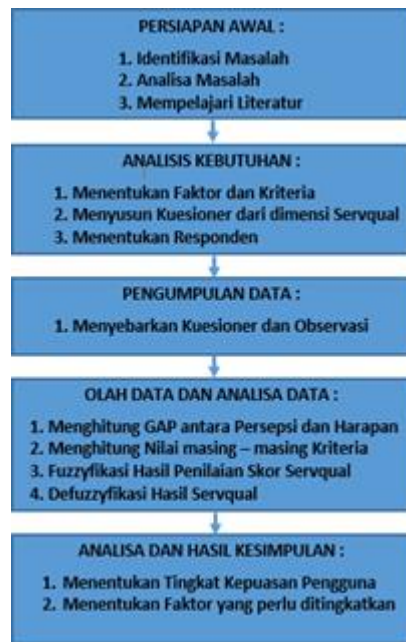 PERSIAPAN AWAL :
1. Identifikasi Masalah
2. Analisa Masalah
3. Mempelajari Literatur
ANALISIS KEBUTUHAN :
1. Menentukan Faktor dan Kriteria
2. Menyusun Kuesioner dari dimensi Servqual
3. Menentukan Responden
PENGUMPULAN DATA :
1. Menyebarkan Kuesioner dan Observasi
OLAH DATA DAN ANALISA DATA :
1. Menghitung GAP antara Persepsi dan Harapan
2. Menghitung Nilai masing – masing Kriteria
3. Fuzzyfikasi Hasil Penilaian Skor Servqual
4. Defuzzyfikasi Hasil Servqual
ANALISA DAN HASIL KESIMPULAN :
1. Menentukan Tingkat Kepuasan Pengguna
2. Menentukan Faktor yang perlu ditingkatkan